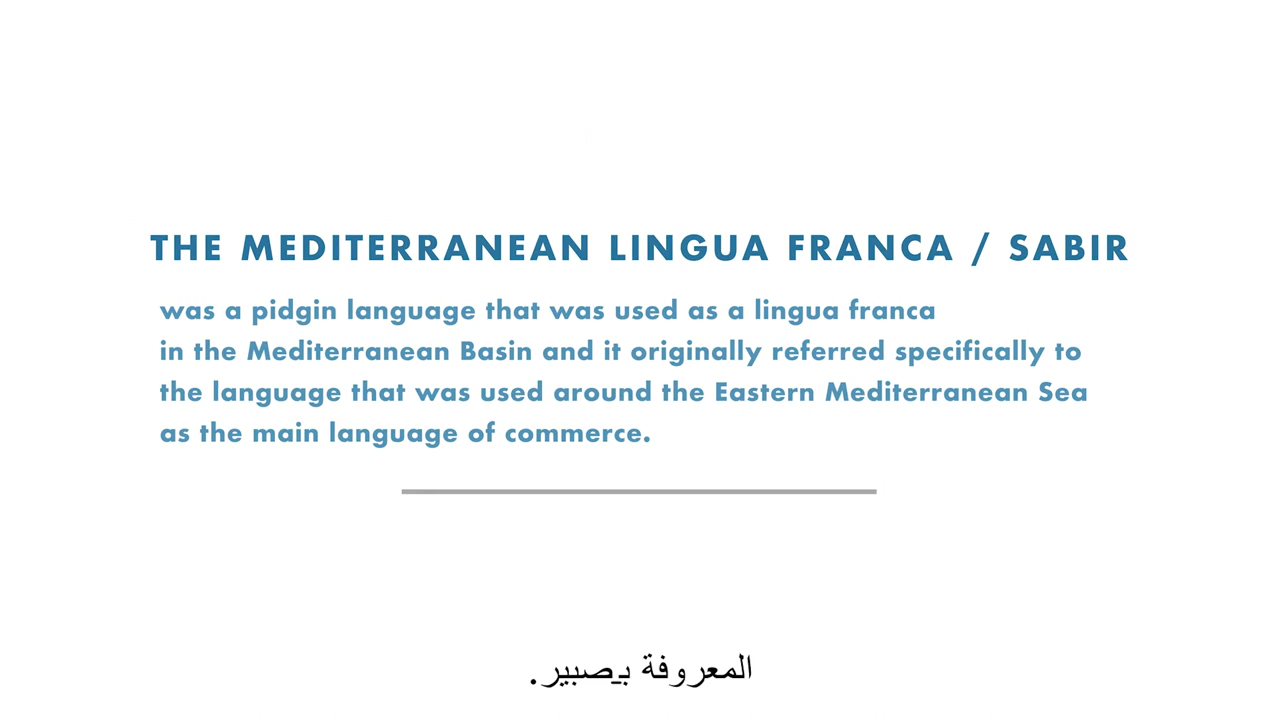 THE MEDITERRANEAN LINGUA FRANCA / SABIR
was a pidgin language that was used as a lingua franca
in the Mediterranean Basin and it originally referred specifically to
the language that was used around the Eastern Mediterranean Sea
as the main language of commerce.
المعروفة بـصبير.